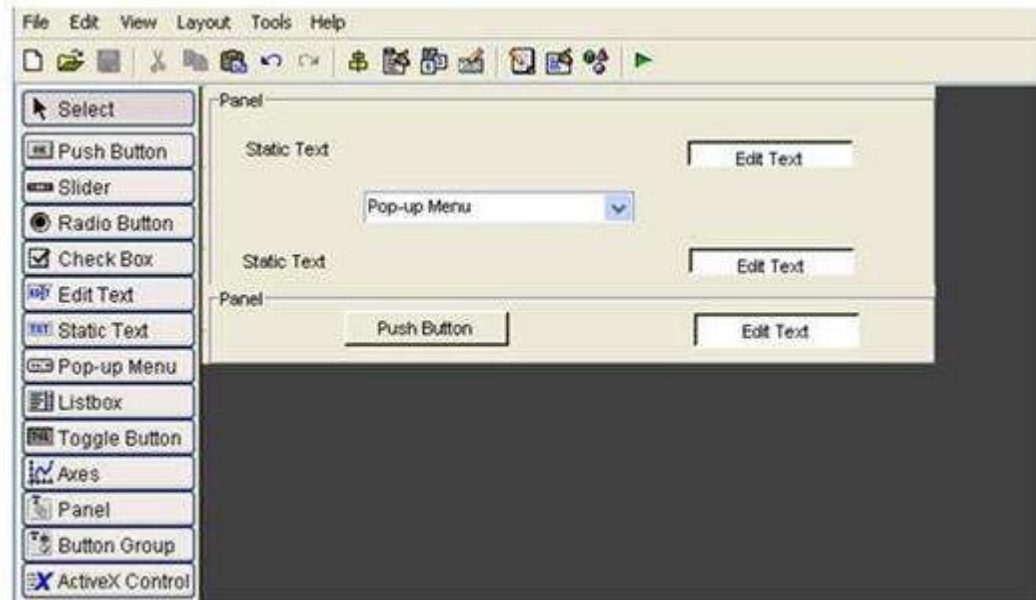 File Edit View Layout Tools Help
Select
Push Button
Slider
Radio Button
Check Box
Edit Text
Static Text
Pop-up Menu
Listbox
Toggle Button
Axes
Panel
Button Group
ActiveX Control
Panel
Static Text Edit Text
Pop-up Menu
Static Text Edit Text
Panel
Push Button Edit Text